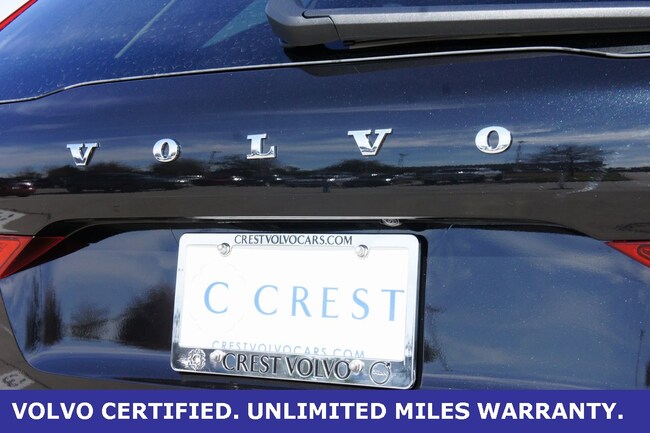 VOLVO
CRESTVOLVOCARS.COM
C CREST
CRESTVOLVOCARS.COM
CREST VOLVO
VOLVO CERTIFIED. UNLIMITED MILES WARRANTY.